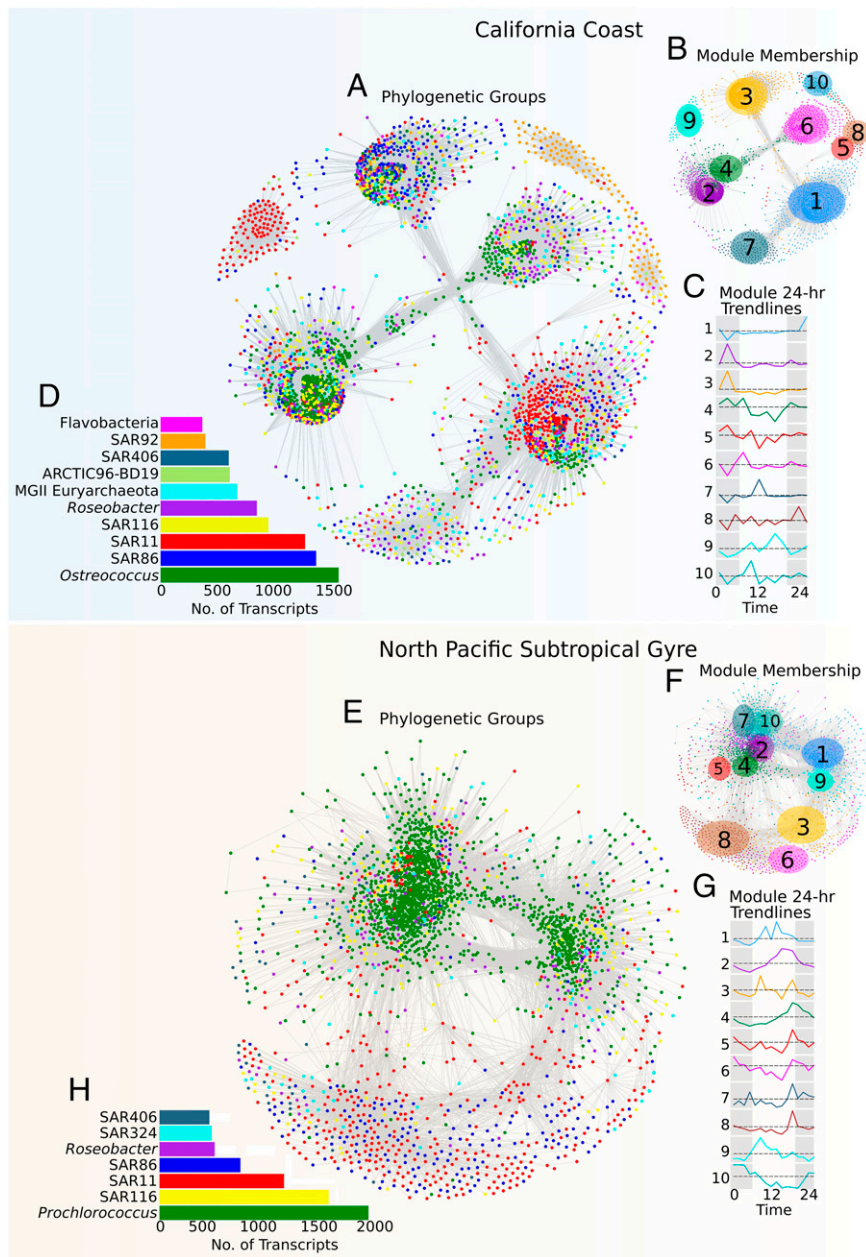 California Coast
A
Phylogenetic Groups
B
Module Membership
3
10
9
6
8
5
4
2
1
7
C
Module 24-hr
Trendlines
1
2
3
4
5
6
7
8
9
10
0 12 24
Time
D
Flavobacteria
SAR92
SAR406
ARCTIC96-BD19
MGII Euryarchaeota
Roseobacter
SAR116
SAR11
SAR86
Ostreococcus
0 500 1000 1500
No. of Transcripts
North Pacific Subtropical Gyre
E
Phylogenetic Groups
F
Module Membership
7
10
2
1
4
5
9
3
8
6
G
Module 24-hr
Trendlines
1
2
3
4
5
6
7
8
9
10
0 12 24
Time
H
SAR406
SAR324
Roseobacter
SAR86
SAR11
SAR116
Prochlorococcus
0 500 1000 1500 2000
No. of Transcripts